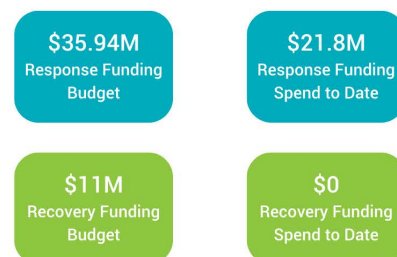 $35.94M
Response Funding
Budget
$21.8M
Response Funding
Spend to Date
$11M
Recovery Funding
Budget
$0
Recovery Funding
Spend to Date